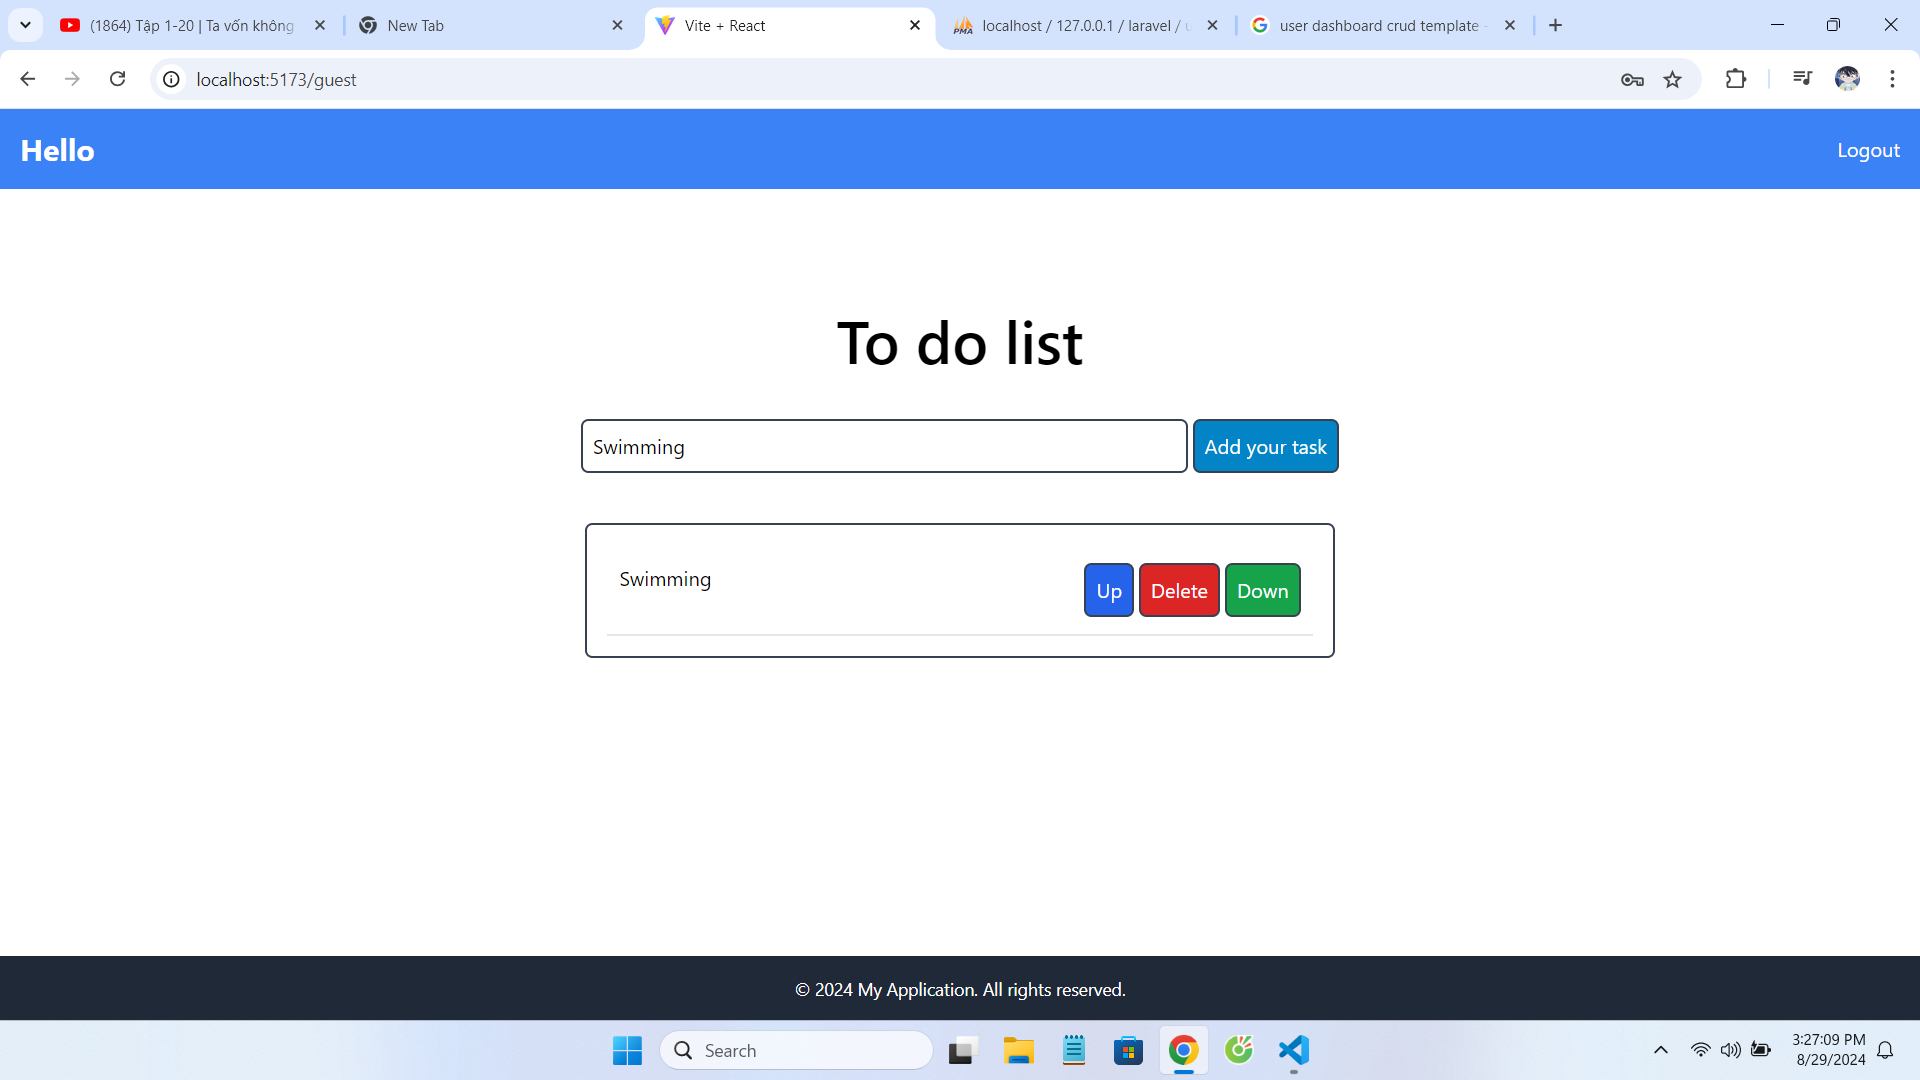 (1864) Tập 1-20 | Ta vốn không
New Tab
Vite + React
localhost / 127.0.0.1 / laravel / u
user dashboard crud template -
localhost:5173/guest
Hello
Logout
To do list
Swimming
Add your task
Swimming
Up
Delete
Down
© 2024 My Application. All rights reserved.
Search
3:27:09 PM
8/29/2024